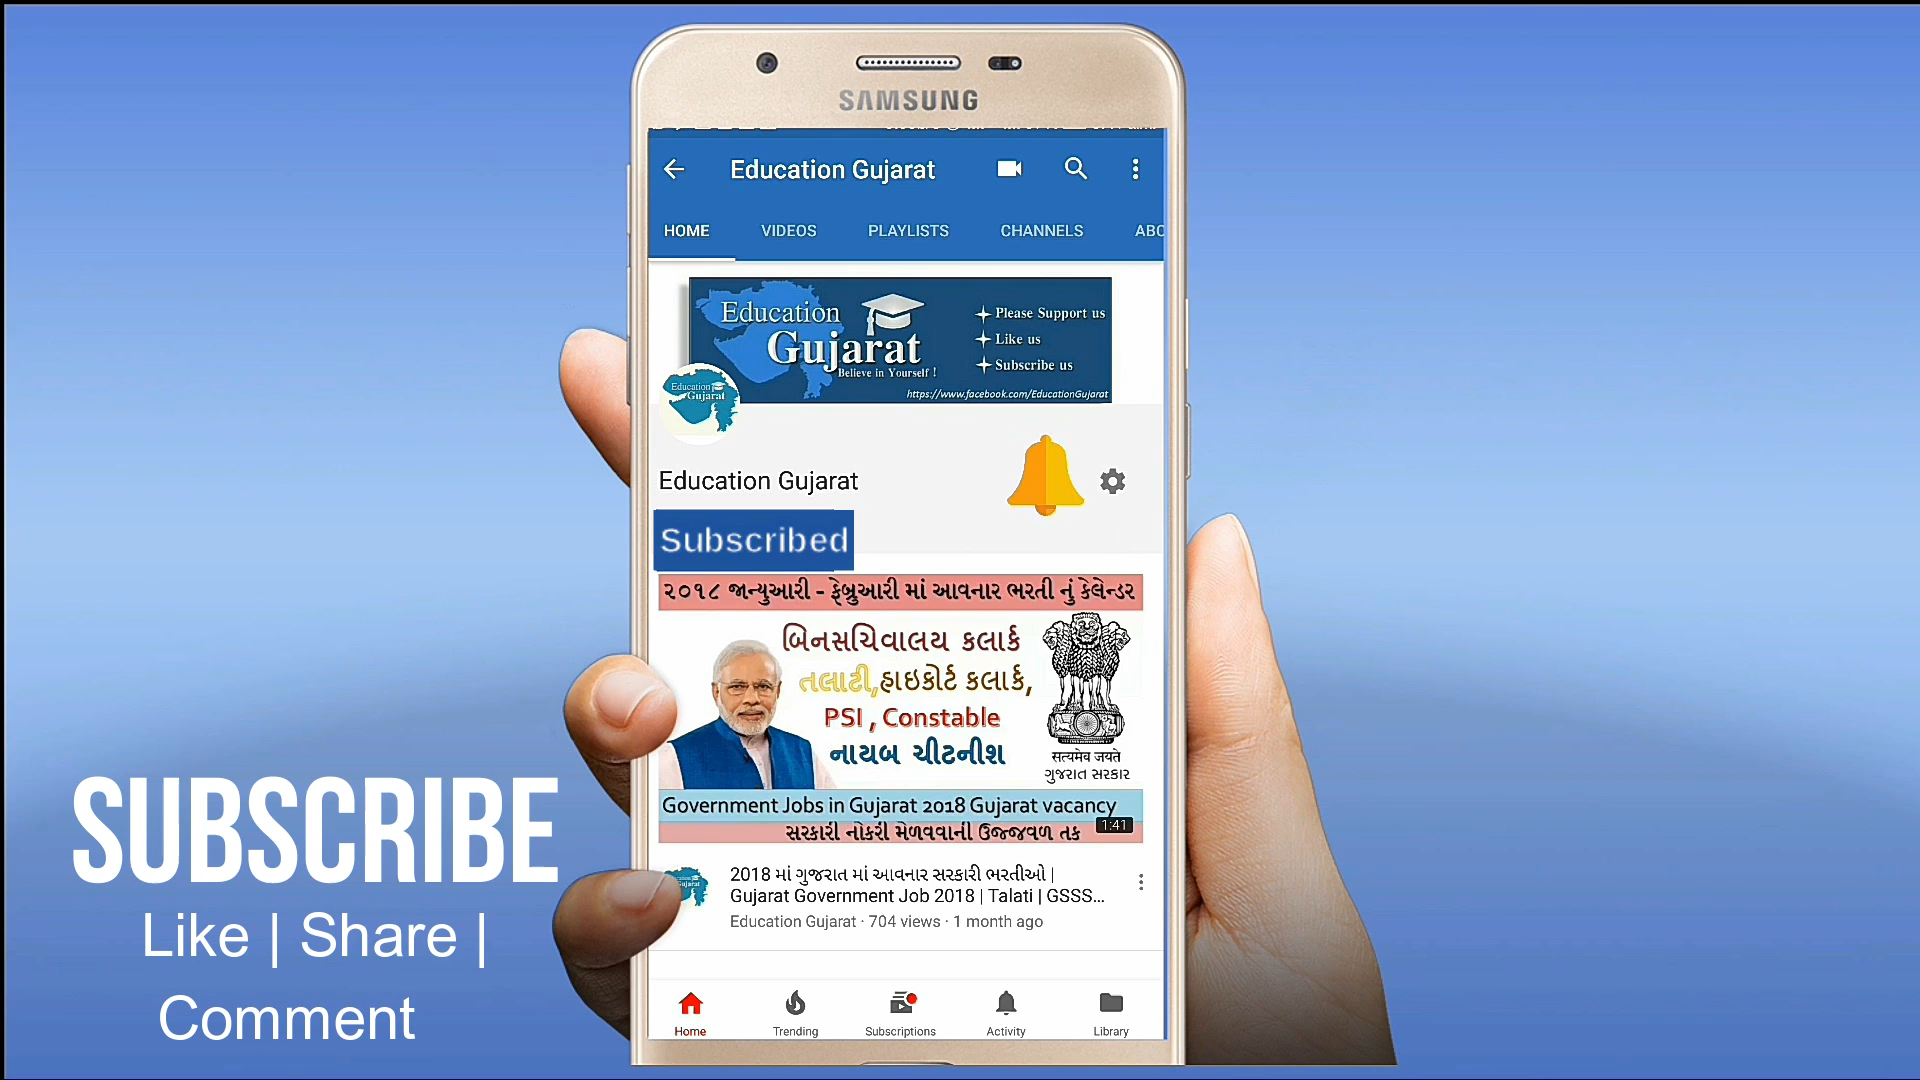 SAMSUNG
Education Gujarat
HOME VIDEOS PLAYLISTS CHANNELS ABO
Education
Gujarat
Believe in Yourself !
Please Support us
Like us
Subscribe us
https://www.facebook.com/EducationGujarat
Education
Gujarat
Education Gujarat
Subscribed
૨૦૧૮ જાન્યુઆરી - ફેબ્રુઆરી માં આવનાર ભરતી નું કેલેન્ડર
બિનસચિવાલય કલાર્ક
તલાટી,હાઇકોર્ટ કલાર્ક,
PSI , Constable
નાયબ ચીટનીશ
सत्यमेव जयते
ગુજરાત સરકાર
Government Jobs in Gujarat 2018 Gujarat vacancy
1:41
સરકારી નોકરી મેળવવાની ઉજ્જવળ તક
2018 માં ગુજરાત માં આવનાર સરકારી ભરતીઓ |
Gujarat Government Job 2018 | Talati | GSSS...
Education Gujarat · 704 views · 1 month ago
Home Trending Subscriptions Activity Library
SUBSCRIBE
Like | Share |
Comment